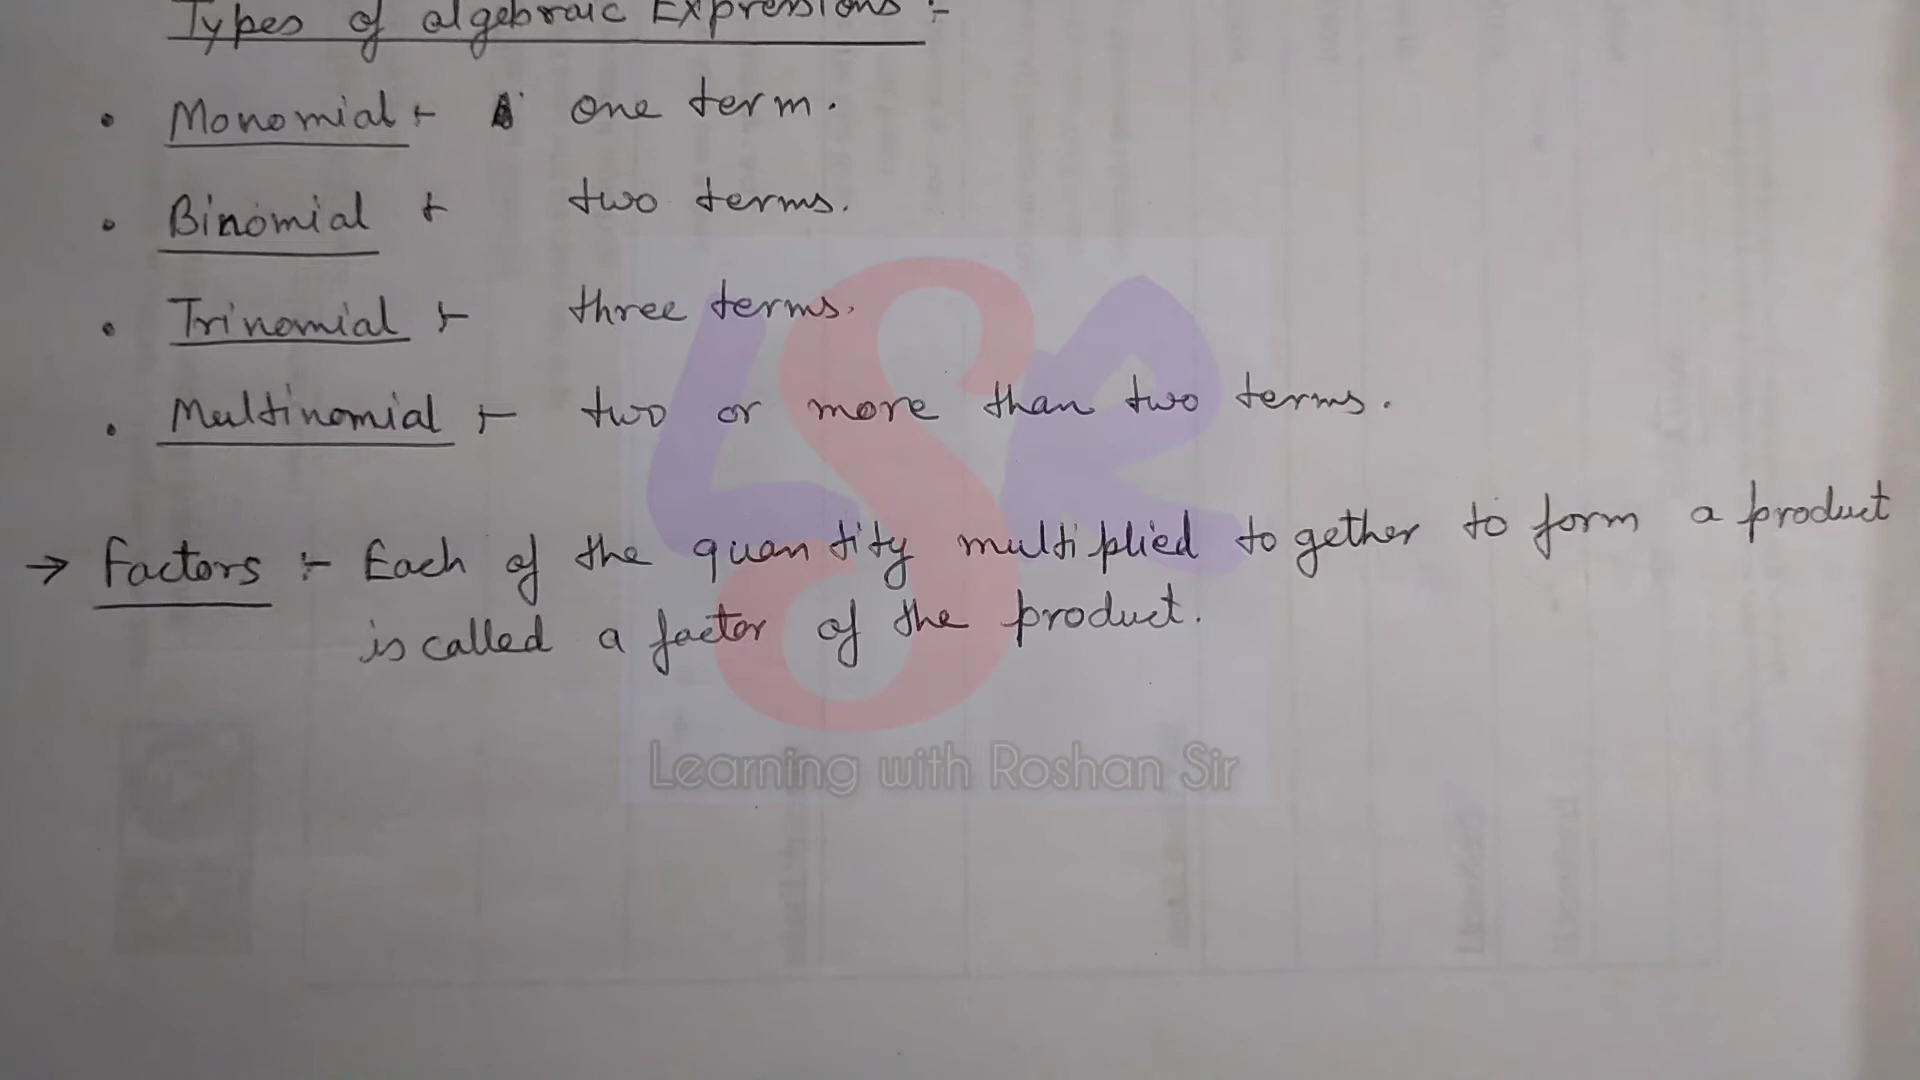 Types of algebraic Expressions :-
• Monomial :- one term.
• Binomial :- two terms.
• Trinomial :- three terms.
• Multinomial :- two or more than two terms.
→ Factors :- Each of the quantity multiplied together to form a product
is called a factor of the product.
LSR
Learning with Roshan Sir